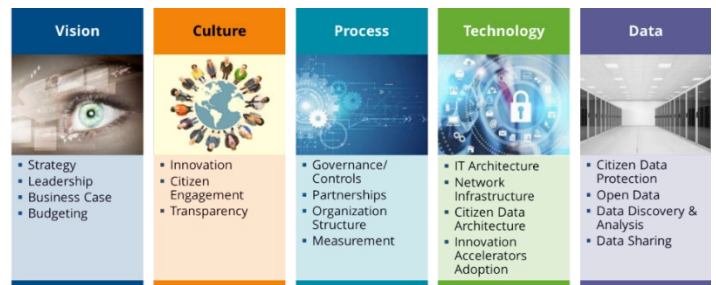 Vision
▪ Strategy
▪ Leadership
▪ Business Case
▪ Budgeting
Culture
▪ Innovation
▪ Citizen
Engagement
▪ Transparency
Process
▪ Governance/
Controls
▪ Partnerships
▪ Organization
Structure
▪ Measurement
Technology
▪ IT Architecture
▪ Network
Infrastructure
▪ Citizen Data
Architecture
▪ Innovation
Accelerators
Adoption
Data
▪ Citizen Data
Protection
▪ Open Data
▪ Data Discovery &
Analysis
▪ Data Sharing